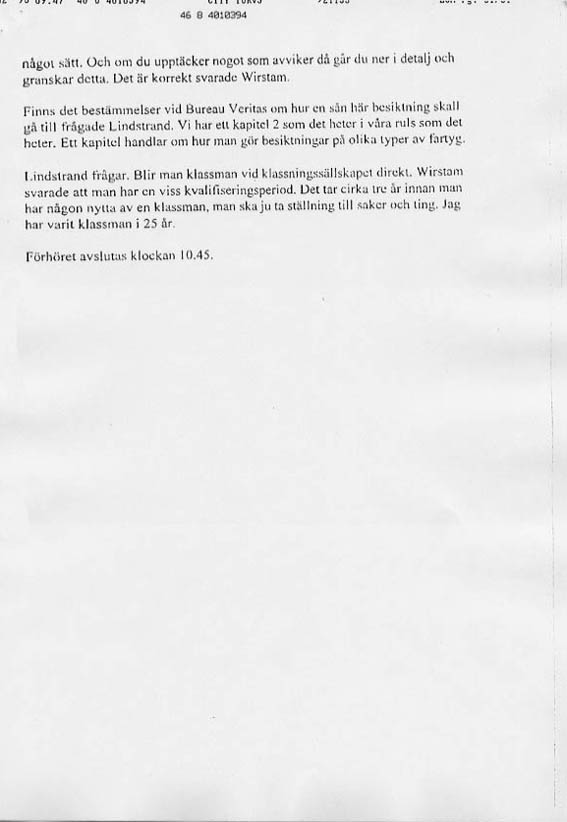 46 8 4010394
något sätt. Och om du upptäcker nogot som avviker då går du ner i detalj och
granskar detta. Det är korrekt svarade Wirstam.
Finns det bestämmelser vid Bureau Veritas om hur en sån här besiktning skall
gå till frågade Lindstrand. Vi har ett kapitel 2 som det heter i våra ruls som det
heter. Ett kapitel handlar om hur man gör besiktningar på olika typer av fartyg.
Lindstrand frågar. Blir man klassman vid klassningssällskapet direkt. Wirstam
svarade att man har en viss kvalifiseringsperiod. Det tar cirka tre år innan man
har någon nytta av en klassman, man ska ju ta ställning till saker och ting. Jag
har varit klassman i 25 år.
Förhöret avslutas klockan 10.45.